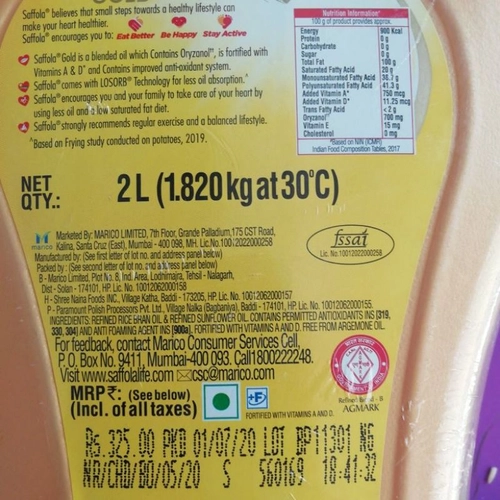 Saffola® believes that small steps towards a healthy lifestyle can
make your heart healthier.
Saffola® encourages you to: Eat Better Be Happy Stay Active
Saffola® Gold is a blended oil which Contains Oryzanol*, is fortified with
Vitamins A & D* and Contains improved anti-oxidant system.
Saffola® comes with LOSORB® Technology for less oil absorption.^
Saffola® encourages you and your family to take care of your heart by
using less oil and low saturated fat diet.
Saffola® strongly recommends regular exercise and a balanced lifestyle.
^Based on Frying study conducted on potatoes, 2019.
Nutrition Information*
100 g of product provides approx.
Energy 900 Kcal
Protein 0 g
Carbohydrate 0 g
Sugar 0 g
Total Fat 100 g
Saturated Fatty Acid 20 g
Monounsaturated Fatty Acid 38.7 g
Polyunsaturated Fatty Acid 41.3 g
Added Vitamin A* 750 mcg
Added Vitamin D* 11.25 mcg
Trans Fatty Acid < 2 g
Oryzanol* 700 mg
Vitamin E 15 mg
Cholesterol 0 mg
*Based on NIN (ICMR)
Indian Food Composition Tables, 2017
NET
QTY.:
2 L (1.820 kg at 30°C)
marico
Marketed By: MARICO LIMITED, 7th Floor, Grande Palladium, 175 CST Road,
Kalina, Santa Cruz (East), Mumbai - 400 098, MH. Lic. No. 10012022000258
Manufactured by: (See first letter of lot no. and address panel below)
Packed by : (See second letter of lot no. and address panel below)
B - Marico Limited, Plot No. 8, Ind. Area, Lodhimajra, Tehsil - Nalagarh,
Dist - Solan - 174101, HP. Lic. No. 10012062000158
H - Shree Naina Foods INC., Village Katha, Baddi - 173205, HP. Lic. No. 10012062000157
P - Paramount Polish Processors Pvt. Ltd., Village Nalka (Bagbaniya), Baddi - 174101, HP. Lic. No. 10012062000155.
INGREDIENTS: REFINED RICE BRAN OIL & REFINED SUNFLOWER OIL. CONTAINS PERMITTED ANTIOXIDANTS INS [319,
330, 304] AND ANTI FOAMING AGENT INS [900a]. FORTIFIED WITH VITAMINS A AND D. FREE FROM ARGEMONE OIL.
fssai
Lic. No. 10012022000258
For feedback, contact Marico Consumer Services Cell,
P. O. Box No. 9411, Mumbai-400 093. Call 1800222248.
Visit www.saffolalife.com csc@marico.com
MRP ₹: (See below)
(Incl. of all taxes)
+F
FORTIFIED WITH VITAMINS A AND D.
AGMARK
Rs.325.00 PKD 01/07/20 LOT BP11301 NG
NR/CHD/DO/05/20 S 560169 18:41:32